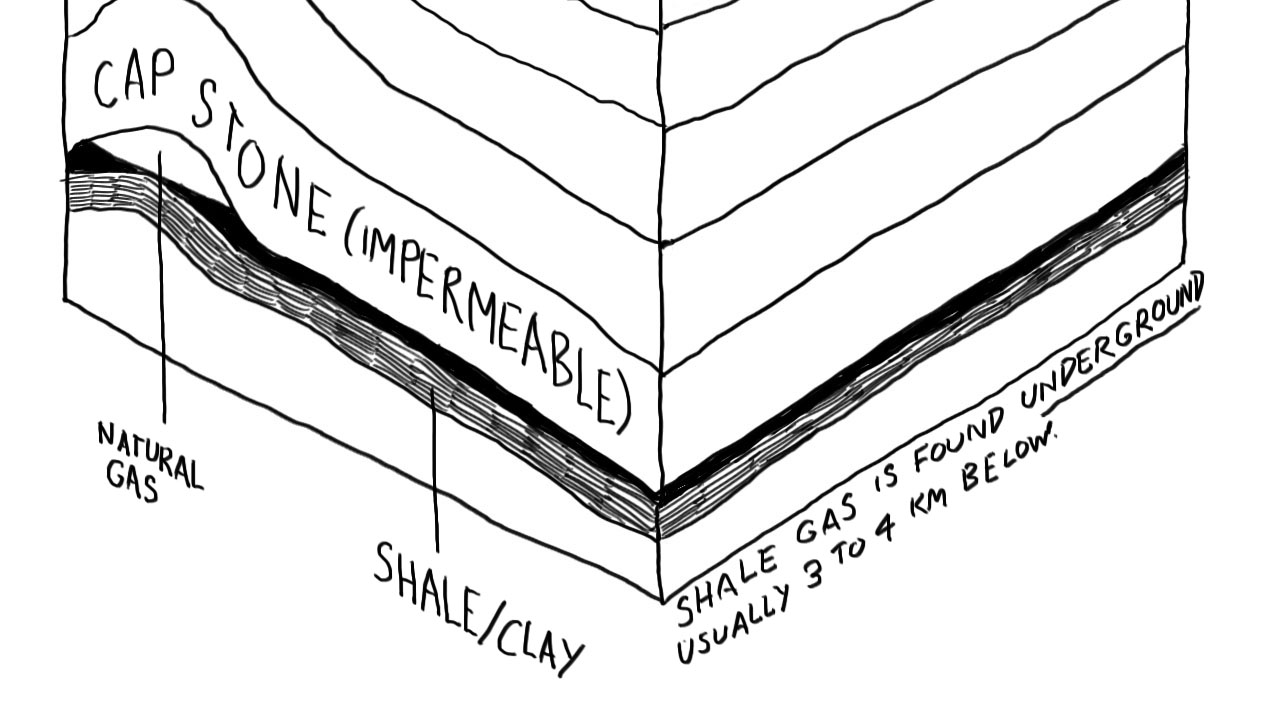 CAP STONE (IMPERMEABLE)
NATURAL
GAS
SHALE/CLAY
SHALE GAS IS FOUND UNDERGROUND
USUALLY 3 TO 4 KM BELOW.